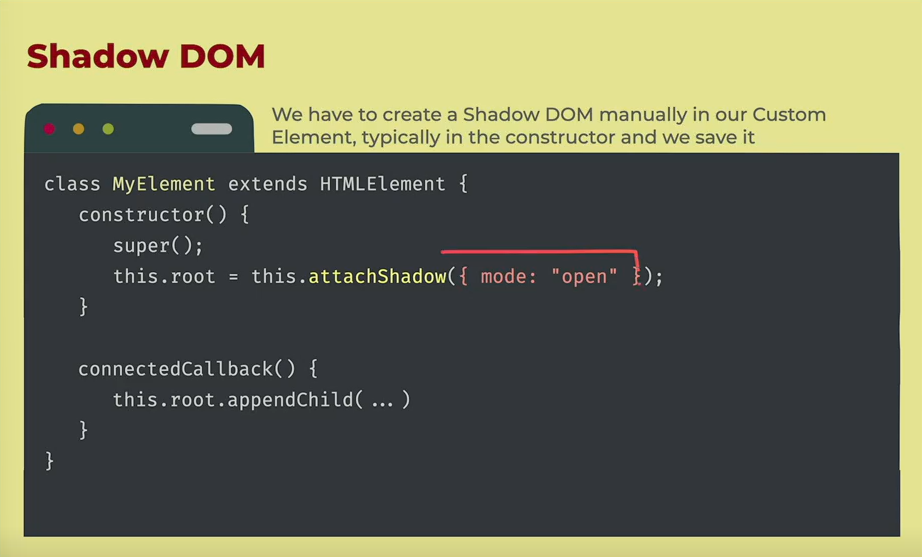 Shadow DOM
We have to create a Shadow DOM manually in our Custom
Element, typically in the constructor and we save it
class MyElement extends HTMLElement {
constructor() {
super();
this.root = this.attachShadow({ mode: "open" });
}
connectedCallback() {
this.root.appendChild(...)
}
}